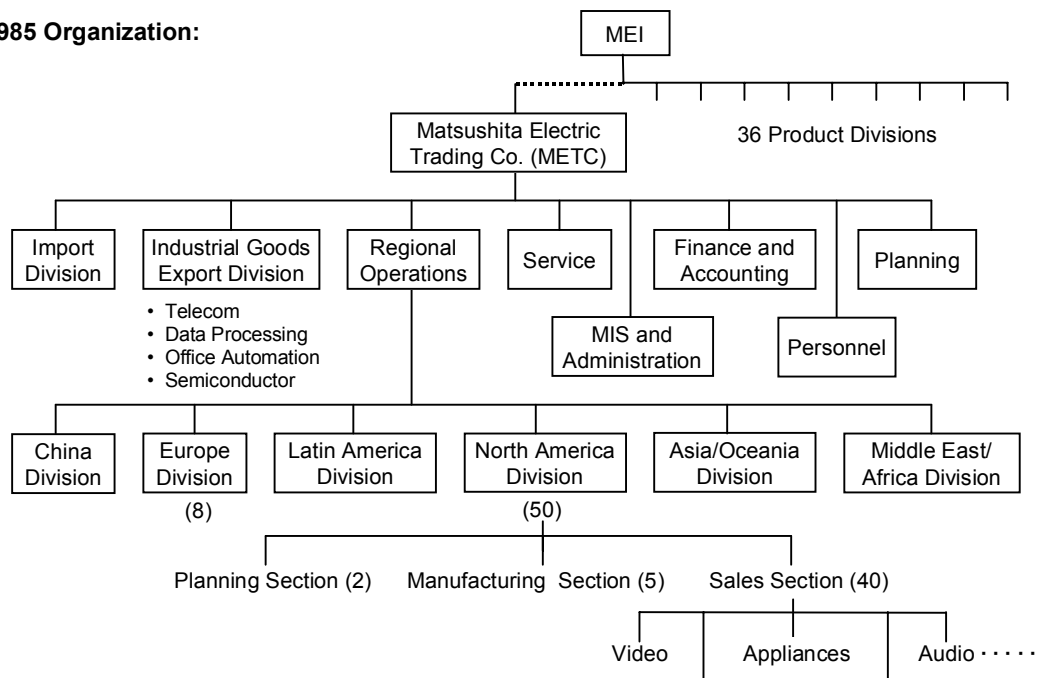 985 Organization:
MEI
Matsushita Electric
Trading Co. (METC)
36 Product Divisions
Import
Division
Industrial Goods
Export Division
Regional
Operations
Service
Finance and
Accounting
Planning
• Telecom
• Data Processing
• Office Automation
• Semiconductor
MIS and
Administration
Personnel
China
Division
Europe
Division
Latin America
Division
North America
Division
Asia/Oceania
Division
Middle East/
Africa Division
(8)
(50)
Planning Section (2)
Manufacturing Section (5)
Sales Section (40)
Video
Appliances
Audio · · · · ·